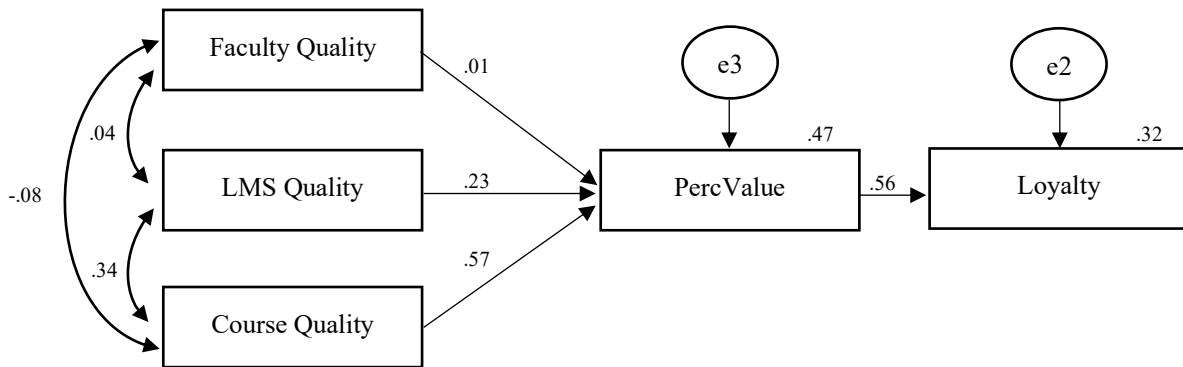 Faculty Quality
e3
e2
.01
.04
.47
.32
LMS Quality
.23
PercValue
.56
Loyalty
-.08
.34
.57
Course Quality